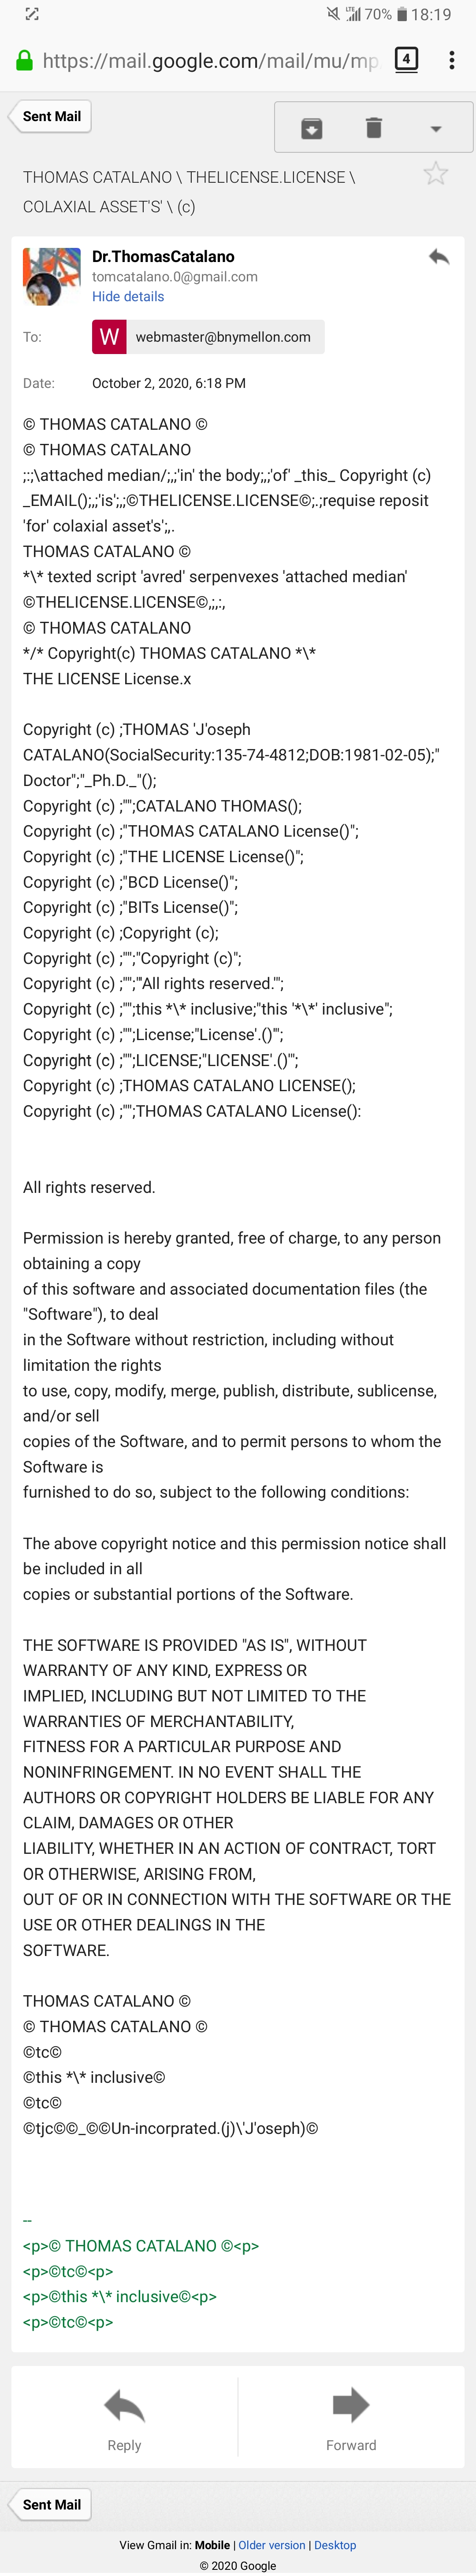 70% 18:19
https://mail.google.com/mail/mu/mp
4
Sent Mail
THOMAS CATALANO \ THELICENSE.LICENSE \
COLAXIAL ASSET'S' \ (c)
Dr.ThomasCatalano
tomcatalano.0@gmail.com
Hide details
To: W webmaster@bnymellon.com
Date: October 2, 2020, 6:18 PM
© THOMAS CATALANO ©
© THOMAS CATALANO
;:;\attached median/;,;'in' the body;,;'of' _this_ Copyright (c)
_EMAIL();,;'is';,;,©THELICENSE.LICENSE©;.;requise reposit
'for' colaxial asset's';,.
THOMAS CATALANO ©
*\* texted script 'avred' serpenvexes 'attached median'
©THELICENSE.LICENSE©,;,:,
© THOMAS CATALANO
*/* Copyright(c) THOMAS CATALANO *\*
THE LICENSE License.x
Copyright (c) ;THOMAS 'J'oseph
CATALANO(SocialSecurity:[redacted];DOB:[redacted]);"
Doctor";"_Ph.D._"();
Copyright (c) ;"";CATALANO THOMAS();
Copyright (c) ;"THOMAS CATALANO License()";
Copyright (c) ;"THE LICENSE License()";
Copyright (c) ;"BCD License()";
Copyright (c) ;"BITs License()";
Copyright (c) ;Copyright (c);
Copyright (c) ;"";"Copyright (c)";
Copyright (c) ;"";"'All rights reserved.'";
Copyright (c) ;"";this *\* inclusive;"this '*\*' inclusive";
Copyright (c) ;"";License;"License'.()'";
Copyright (c) ;"";LICENSE;"LICENSE'.()'";
Copyright (c) ;THOMAS CATALANO LICENSE();
Copyright (c) ;"";THOMAS CATALANO License():
All rights reserved.
Permission is hereby granted, free of charge, to any person
obtaining a copy
of this software and associated documentation files (the
"Software"), to deal
in the Software without restriction, including without
limitation the rights
to use, copy, modify, merge, publish, distribute, sublicense,
and/or sell
copies of the Software, and to permit persons to whom the
Software is
furnished to do so, subject to the following conditions:
The above copyright notice and this permission notice shall
be included in all
copies or substantial portions of the Software.
THE SOFTWARE IS PROVIDED "AS IS", WITHOUT
WARRANTY OF ANY KIND, EXPRESS OR
IMPLIED, INCLUDING BUT NOT LIMITED TO THE
WARRANTIES OF MERCHANTABILITY,
FITNESS FOR A PARTICULAR PURPOSE AND
NONINFRINGEMENT. IN NO EVENT SHALL THE
AUTHORS OR COPYRIGHT HOLDERS BE LIABLE FOR ANY
CLAIM, DAMAGES OR OTHER
LIABILITY, WHETHER IN AN ACTION OF CONTRACT, TORT
OR OTHERWISE, ARISING FROM,
OUT OF OR IN CONNECTION WITH THE SOFTWARE OR THE
USE OR OTHER DEALINGS IN THE
SOFTWARE.
THOMAS CATALANO ©
© THOMAS CATALANO ©
©tc©
©this *\* inclusive©
©tc©
©tjc©©_©©Un-incorprated.(j)\'J'oseph)©
--
<p>© THOMAS CATALANO ©<p>
<p>©tc©<p>
<p>©this *\* inclusive©<p>
<p>©tc©<p>
Reply Forward
Sent Mail
View Gmail in: Mobile | Older version | Desktop
© 2020 Google